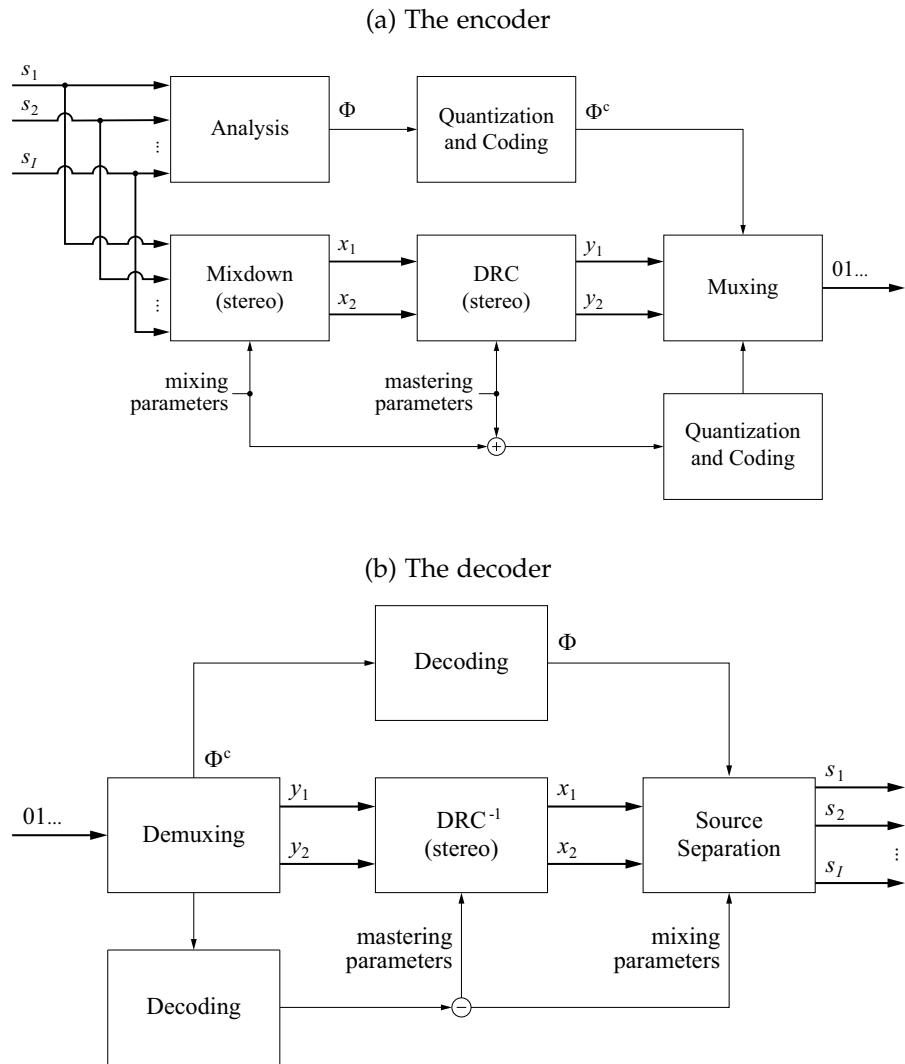 (a) The encoder
s₁
s₂
⋮
s_I
Analysis
Φ
Quantization
and Coding
Φᶜ
Mixdown
(stereo)
⋮
x₁
x₂
DRC
(stereo)
y₁
y₂
Muxing
01...
mixing
parameters
mastering
parameters
+
Quantization
and Coding
(b) The decoder
Decoding
Φ
Φᶜ
01...
Demuxing
y₁
y₂
DRC⁻¹
(stereo)
x₁
x₂
Source
Separation
s₁
s₂
⋮
s_I
mastering
parameters
mixing
parameters
Decoding
−